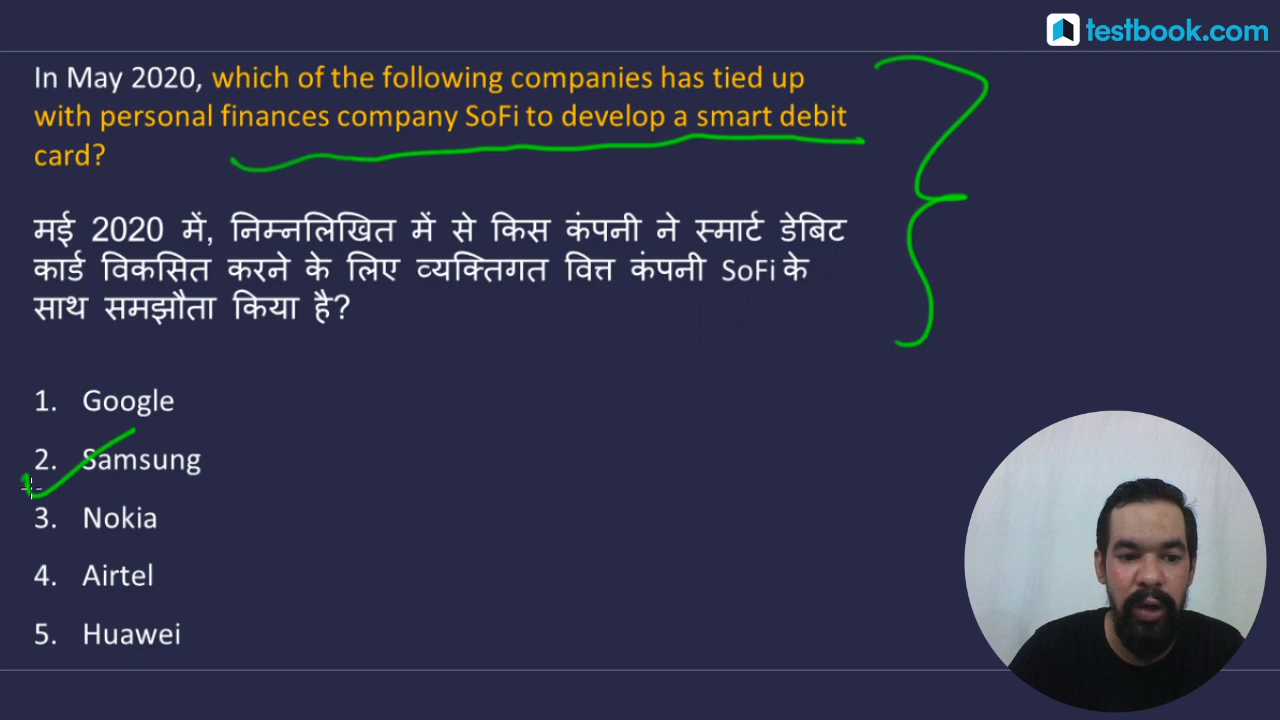 testbook.com
In May 2020, which of the following companies has tied up
with personal finances company SoFi to develop a smart debit
card?
मई 2020 में, निम्नलिखित में से किस कंपनी ने स्मार्ट डेबिट
कार्ड विकसित करने के लिए व्यक्तिगत वित्त कंपनी SoFi के
साथ समझौता किया है?
1. Google
2. Samsung
3. Nokia
4. Airtel
5. Huawei